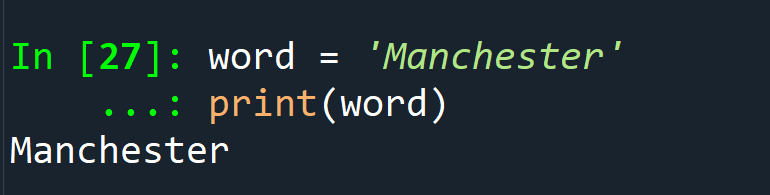 In [27]: word = 'Manchester'
...: print(word)
Manchester